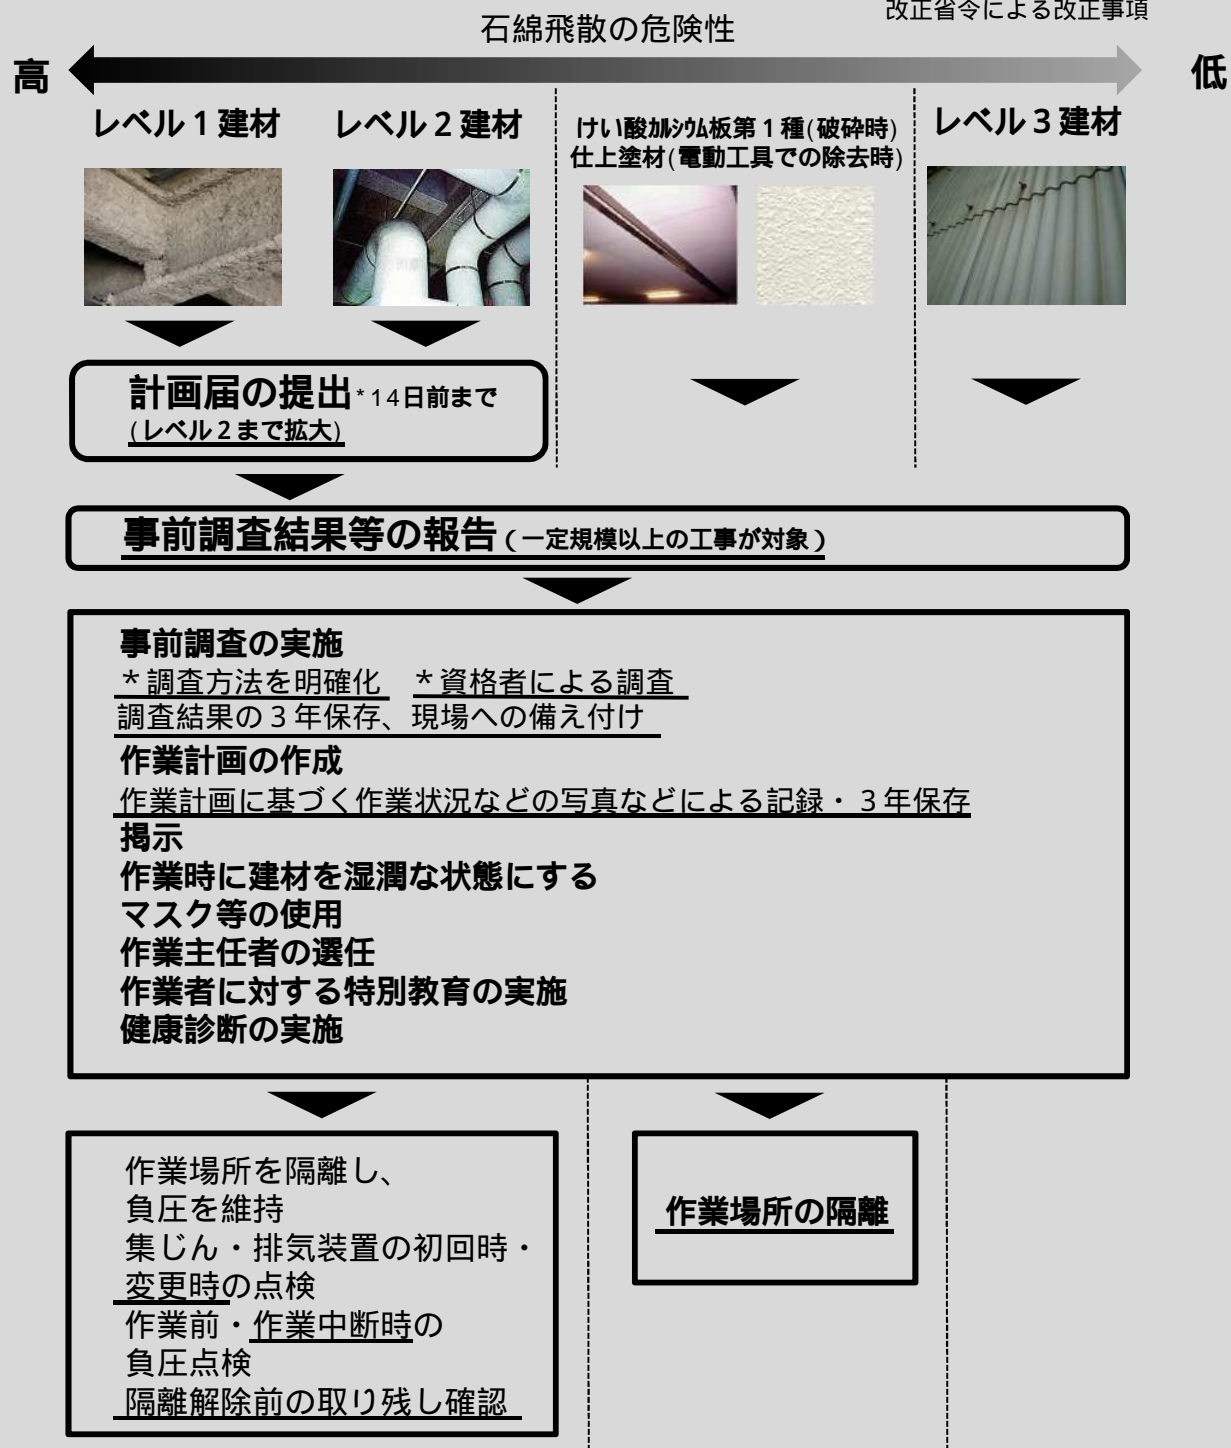 改正省令による改正事項
石綿飛散の危険性
高
低
レベル1建材
レベル2建材
けい酸ｶﾙｼｳﾑ板第1種(破砕時)
仕上塗材(電動工具での除去時)
レベル3建材
計画届の提出*14日前まで
(レベル2まで拡大)
事前調査結果等の報告(一定規模以上の工事が対象)
事前調査の実施
*調査方法を明確化 *資格者による調査
調査結果の3年保存、現場への備え付け
作業計画の作成
作業計画に基づく作業状況などの写真などによる記録・3年保存
掲示
作業時に建材を湿潤な状態にする
マスク等の使用
作業主任者の選任
作業者に対する特別教育の実施
健康診断の実施
作業場所を隔離し、
負圧を維持
集じん・排気装置の初回時・
変更時の点検
作業前・作業中断時の
負圧点検
隔離解除前の取り残し確認
作業場所の隔離